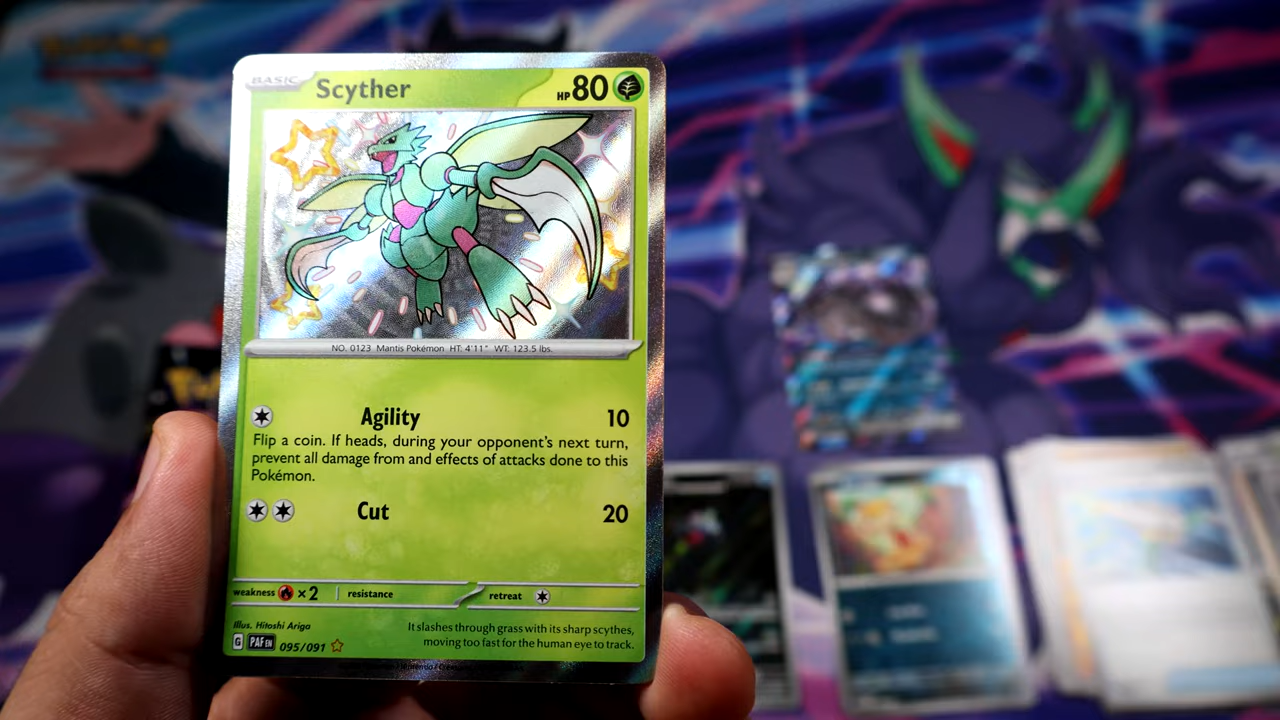 Pokémon
BASIC
Scyther
HP 80
NO. 0123 Mantis Pokémon HT: 4'11" WT: 123.5 lbs.
Agility 10
Flip a coin. If heads, during your opponent's next turn,
prevent all damage from and effects of attacks done to this
Pokémon.
Cut 20
weakness ×2 resistance retreat
Illus. Hitoshi Ariga
It slashes through grass with its sharp scythes,
moving too fast for the human eye to track.
G PAF EN 095/091